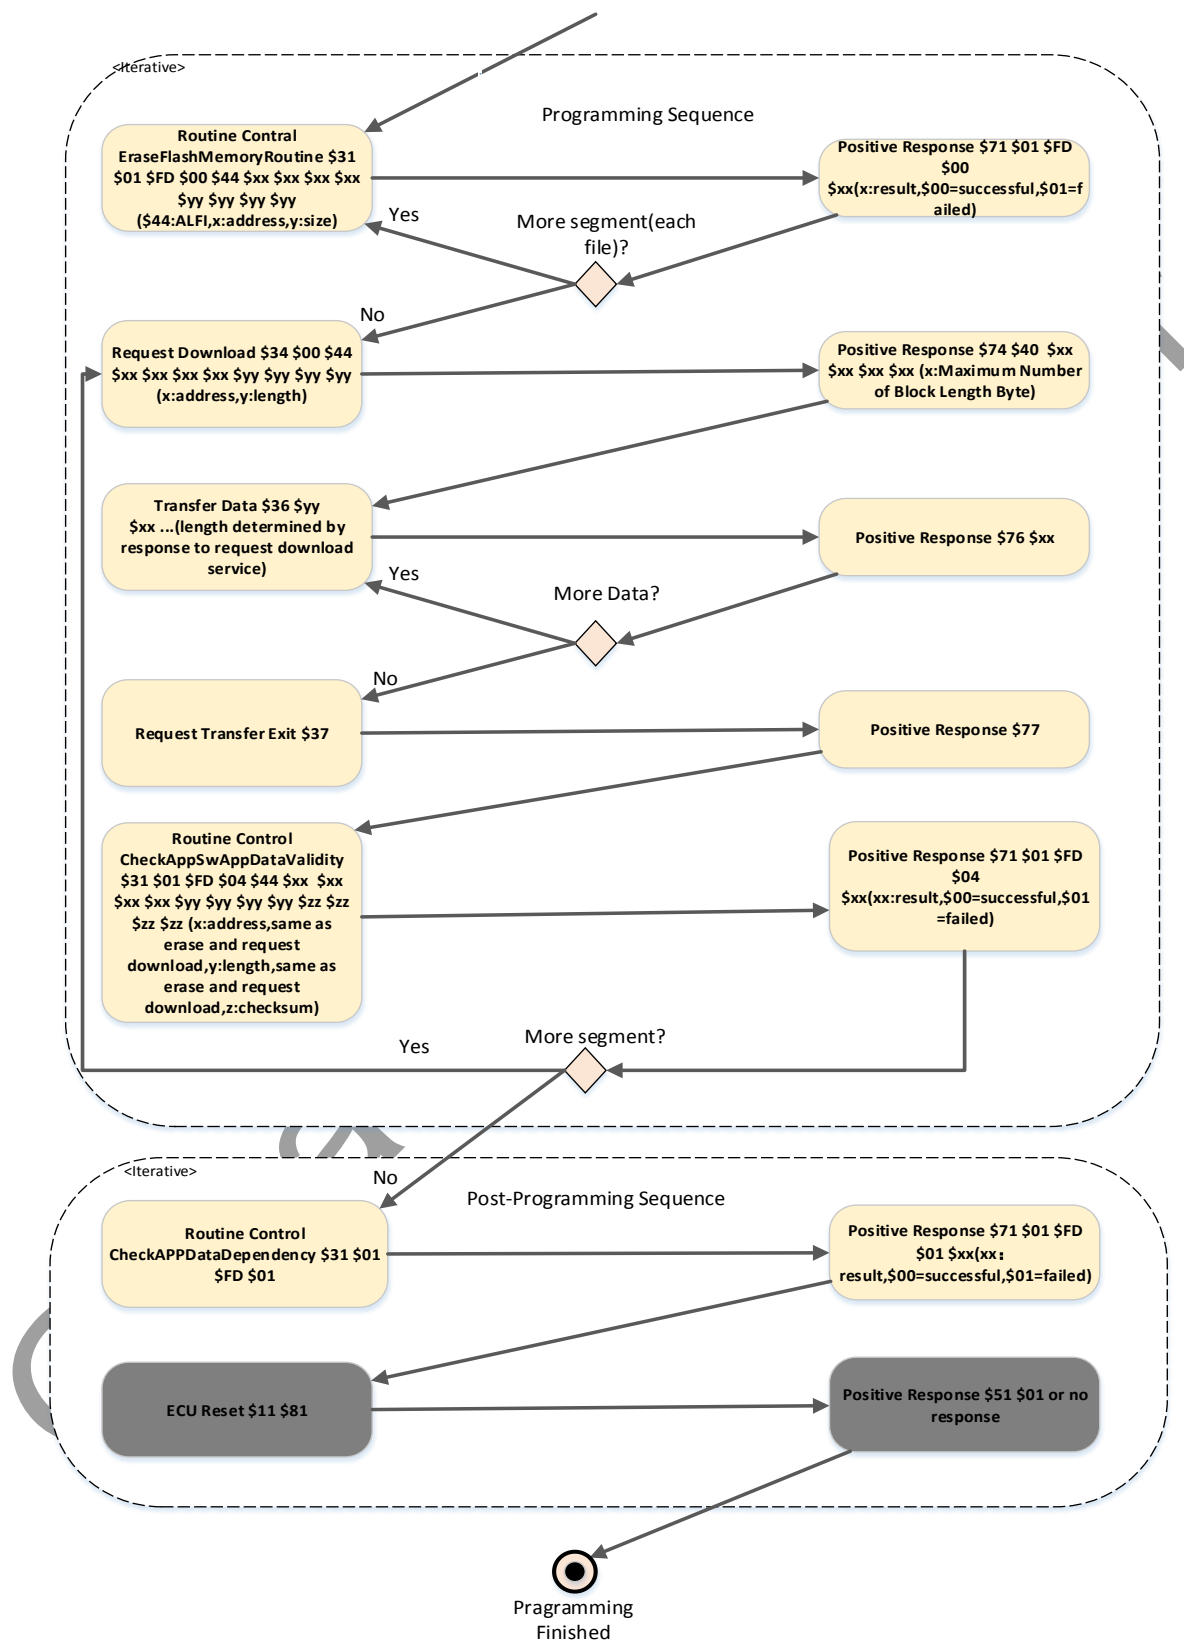 <Iterative>
Programming Sequence
Routine Contral
EraseFlashMemoryRoutine $31
$01 $FD $00 $44 $xx $xx $xx $xx
$yy $yy $yy $yy
($44:ALFI,x:address,y:size)
Positive Response $71 $01 $FD
$00
$xx(x:result,$00=successful,$01=f
ailed)
Yes
More segment(each
file)?
No
Request Download $34 $00 $44
$xx $xx $xx $xx $yy $yy $yy $yy
(x:address,y:length)
Positive Response $74 $40 $xx
$xx $xx $xx (x:Maximum Number
of Block Length Byte)
Transfer Data $36 $yy
$xx ...(length determined by
response to request download
service)
Positive Response $76 $xx
Yes
More Data?
No
Request Transfer Exit $37
Positive Response $77
Routine Control
CheckAppSwAppDataValidity
$31 $01 $FD $04 $44 $xx $xx
$xx $xx $yy $yy $yy $yy $zz $zz
$zz $zz (x:address,same as
erase and request
download,y:length,same as
erase and request
download,z:checksum)
Positive Response $71 $01 $FD
$04
$xx(xx:result,$00=successful,$01
=failed)
More segment?
Yes
<Iterative>
No
Post-Programming Sequence
Routine Control
CheckAPPDataDependency $31 $01
$FD $01
Positive Response $71 $01 $FD
$01 $xx(xx：
result,$00=successful,$01=failed)
ECU Reset $11 $81
Positive Response $51 $01 or no
response
Pragramming
Finished